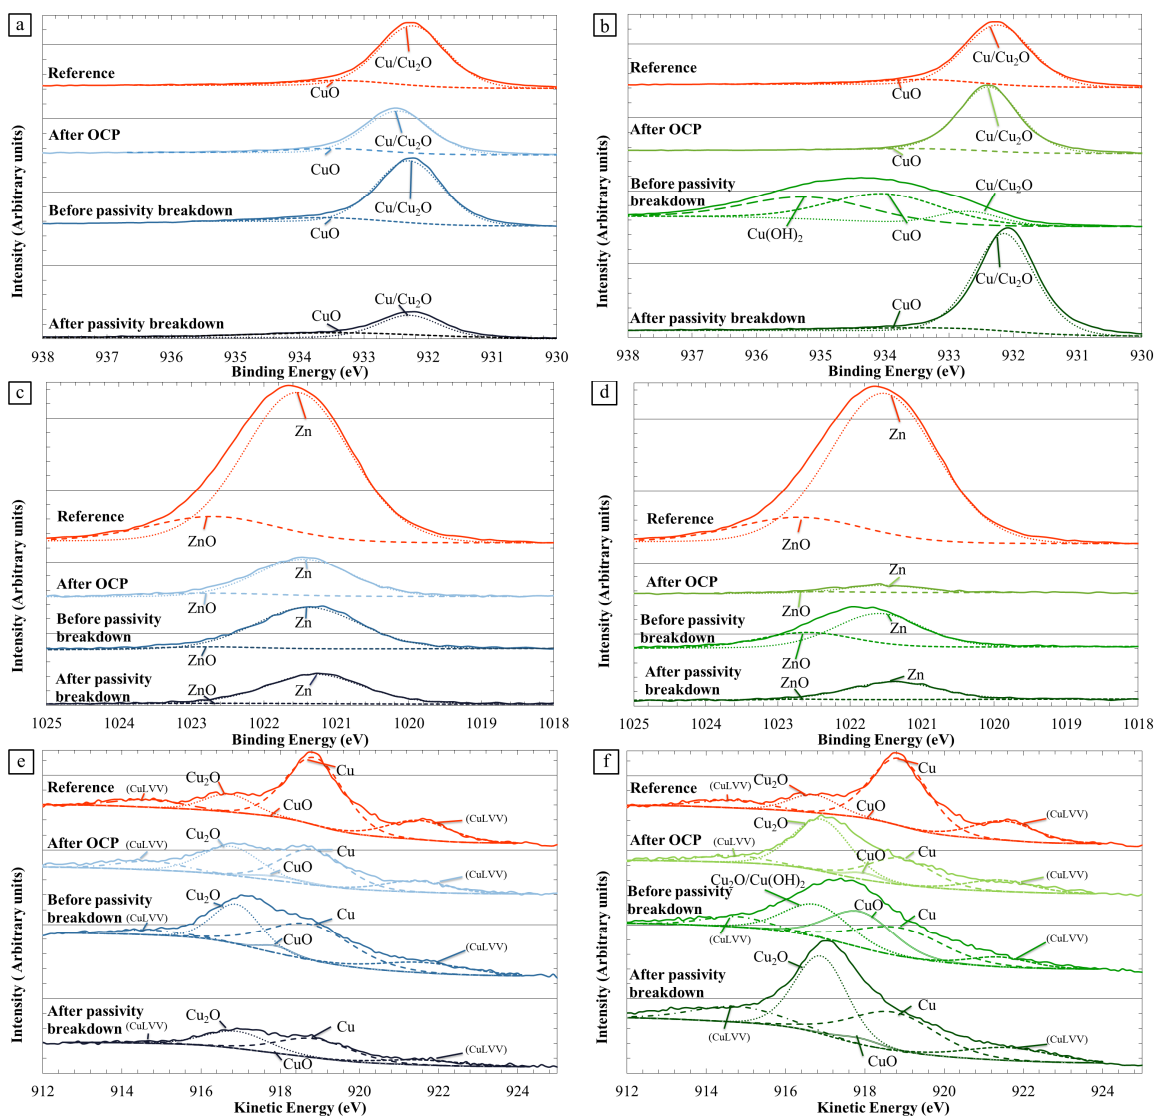 a
Reference
Cu/Cu2O
CuO
After OCP
Cu/Cu2O
CuO
Before passivity breakdown
Cu/Cu2O
CuO
Cu/Cu2O
CuO
After passivity breakdown
Intensity (Arbitrary units)
938 937 936 935 934 933 932 931 930
Binding Energy (eV)
b
Reference
Cu/Cu2O
CuO
After OCP
Cu/Cu2O
CuO
Before passivity
breakdown
Cu/Cu2O
Cu(OH)2
CuO
Cu/Cu2O
CuO
After passivity breakdown
Intensity (Arbitrary units)
938 937 936 935 934 933 932 931 930
Binding Energy (eV)
c
Zn
Reference
ZnO
After OCP
Zn
ZnO
Before passivity
breakdown
Zn
ZnO
After passivity
breakdown
ZnO
Zn
Intensity (Arbitrary units)
1025 1024 1023 1022 1021 1020 1019 1018
Binding Energy (eV)
d
Zn
Reference
ZnO
After OCP
Zn
ZnO
Before passivity
breakdown
Zn
ZnO
After passivity
breakdown
Zn
ZnO
Intensity (Arbitrary units)
1025 1024 1023 1022 1021 1020 1019 1018
Binding Energy (eV)
e
Reference
(CuLVV)
Cu2O
Cu
CuO
(CuLVV)
After OCP
(CuLVV)
Cu2O
Cu
CuO
(CuLVV)
Before passivity
breakdown
(CuLVV)
Cu2O
Cu
CuO
(CuLVV)
After passivity
breakdown
(CuLVV)
Cu2O
Cu
CuO
(CuLVV)
Intensity (Arbitrary units)
912 914 916 918 920 922 924
Kinetic Energy (eV)
f
Reference
(CuLVV)
Cu2O
Cu
CuO
(CuLVV)
After OCP
(CuLVV)
Cu2O
CuO
Cu
(CuLVV)
Before passivity
breakdown
Cu2O/Cu(OH)2
CuO
Cu
(CuLVV)
(CuLVV)
After passivity
breakdown
Cu2O
Cu
(CuLVV)
CuO
(CuLVV)
Intensity (Arbitrary units)
912 914 916 918 920 922 924
Kinetic Energy (eV)